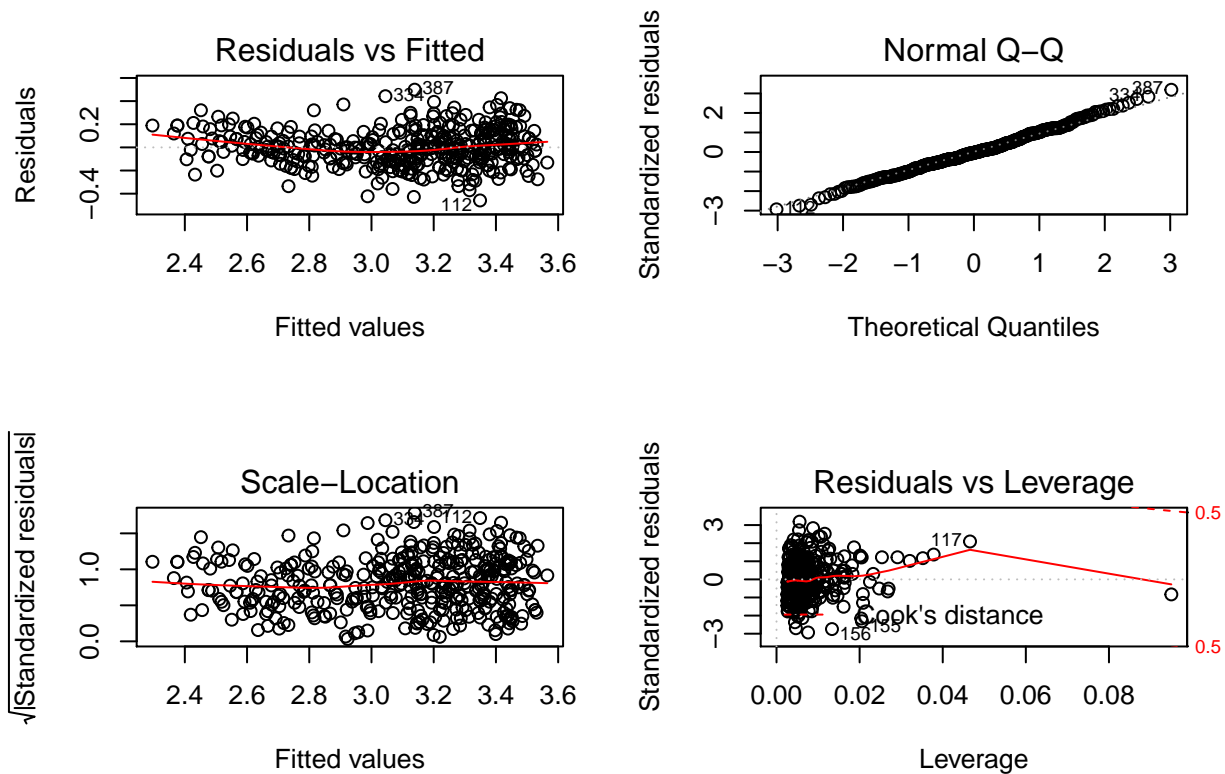 Residuals vs Fitted
Residuals
0.2
−0.4
334
387
112
2.4 2.6 2.8 3.0 3.2 3.4 3.6
Fitted values
Normal Q−Q
Standardized residuals
2
0
−3
334
387
112
−3 −2 −1 0 1 2 3
Theoretical Quantiles
Scale−Location
√|Standardized residuals|
1.0
0.0
334
387
112
2.4 2.6 2.8 3.0 3.2 3.4 3.6
Fitted values
Residuals vs Leverage
Standardized residuals
3
0
−3
117
156
155
Cook's distance
0.5
0.5
0.00 0.02 0.04 0.06 0.08
Leverage